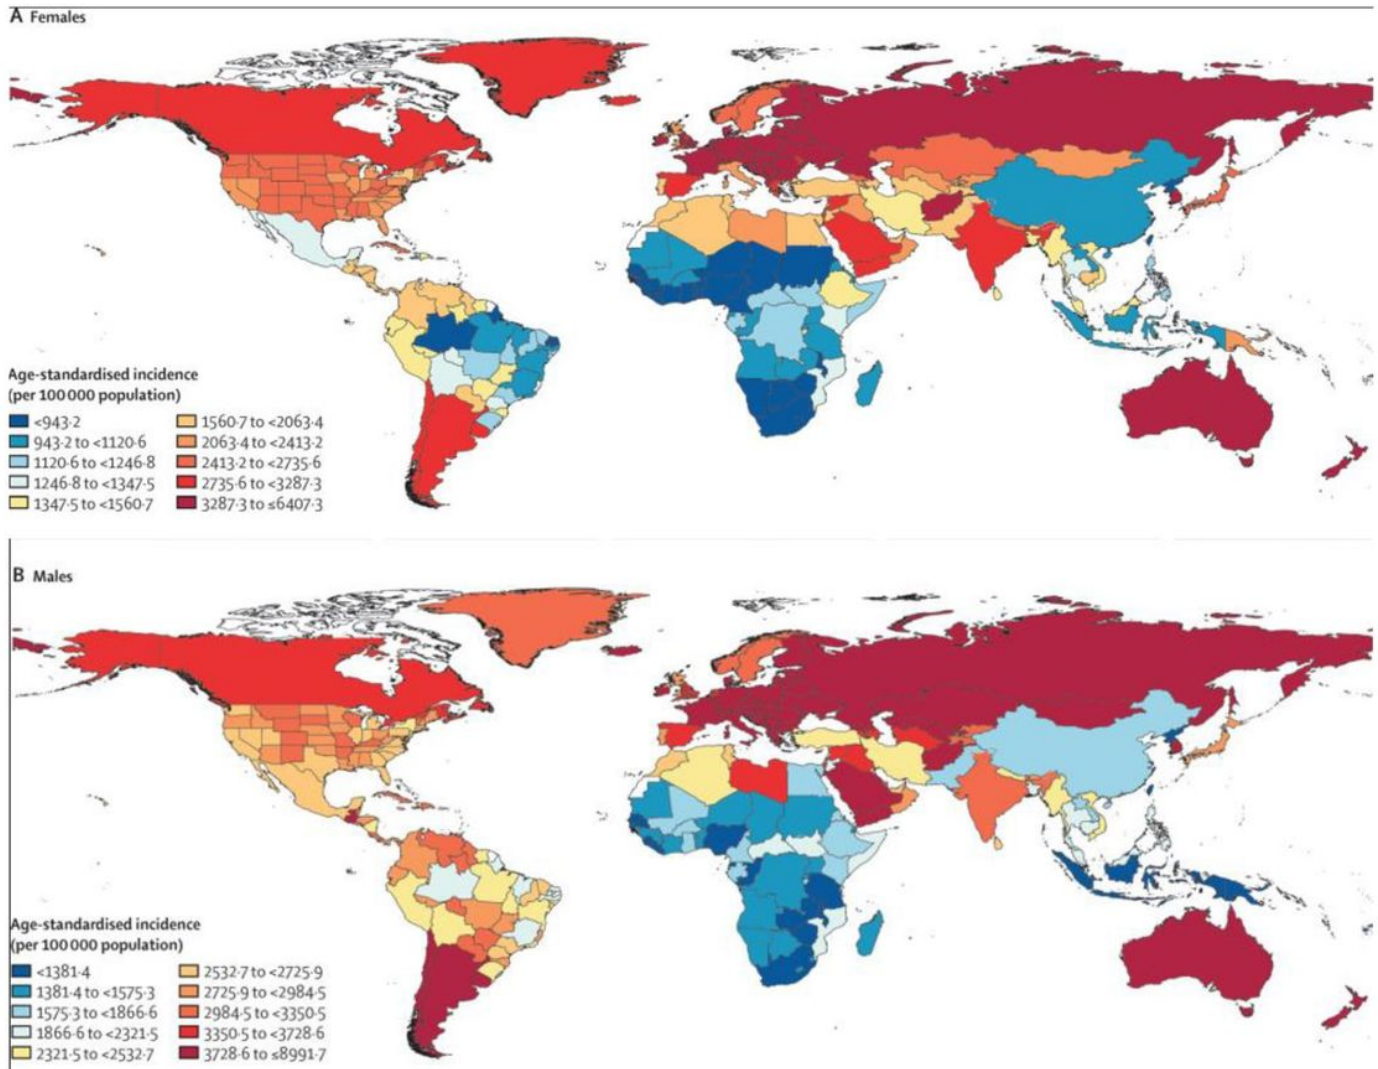 A Females
Age-standardised incidence
(per 100 000 population)
<943·2
943·2 to <1120·6
1120·6 to <1246·8
1246·8 to <1347·5
1347·5 to <1560·7
1560·7 to <2063·4
2063·4 to <2413·2
2413·2 to <2735·6
2735·6 to <3287·3
3287·3 to ≤6407·3
B Males
Age-standardised incidence
(per 100 000 population)
<1381·4
1381·4 to <1575·3
1575·3 to <1866·6
1866·6 to <2321·5
2321·5 to <2532·7
2532·7 to <2725·9
2725·9 to <2984·5
2984·5 to <3350·5
3350·5 to <3728·6
3728·6 to ≤8991·7